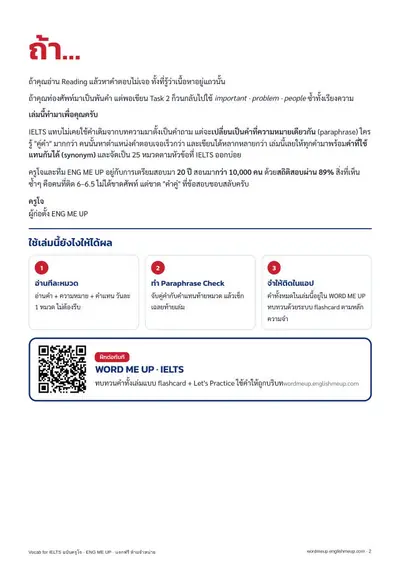 ถ้า...
ถ้าคุณอ่าน Reading แล้วหาคำตอบไม่เจอ ทั้งที่รู้ว่าเนื้อหาอยู่แถวนั้น
ถ้าคุณท่องศัพท์มาเป็นพันคำ แต่พอเขียน Task 2 ก็วนกลับไปใช้ important · problem · people ซ้ำทั้งเรียงความ
เล่มนี้ทำมาเพื่อคุณครับ
IELTS แทบไม่เคยใช้คำเดิมจากบทความมาตั้งเป็นคำถาม แต่จะเปลี่ยนเป็นคำที่ความหมายเดียวกัน (paraphrase) ใคร
รู้ "คู่คำ" มากกว่า คนนั้นหาตำแหน่งคำตอบเจอเร็วกว่า และเขียนได้หลากหลายกว่า เล่มนี้เลยให้ทุกคำมาพร้อมคำที่ใช้
แทนกันได้ (synonym) และจัดเป็น 25 หมวดตามหัวข้อที่ IELTS ออกบ่อย
ครูโจและทีม ENG ME UP อยู่กับการเตรียมสอบมา 20 ปี สอนมากว่า 10,000 คน ด้วยสถิติสอบผ่าน 89% สิ่งที่เห็น
ซ้ำๆ คือคนที่ติด 6–6.5 ไม่ได้ขาดศัพท์ แต่ขาด "คำคู่" ที่ข้อสอบชอบสลับครับ
ครูโจ
ผู้ก่อตั้ง ENG ME UP
ใช้เล่มนี้ยังไงให้ได้ผล
1
อ่านทีละหมวด
อ่านคำ + ความหมาย + คำแทน วันละ
1 หมวด ไม่ต้องรีบ
2
ทำ Paraphrase Check
จับคู่คำกับคำแทนท้ายหมวด แล้วเช็ก
เฉลยท้ายเล่ม
3
จำให้ติดในแอป
คำทั้งหมดในเล่มนี้อยู่ใน WORD ME UP
ทบทวนด้วยระบบ flashcard ตามหลัก
ความจำ
ฝึกต่อทันที
WORD ME UP · IELTS
ทบทวนคำทั้งเล่มแบบ flashcard + Let's Practice ใช้คำให้ถูกบริบทwordmeup.englishmeup.com
Vocab for IELTS ฉบับครูโจ · ENG ME UP · แจกฟรี ห้ามจำหน่าย
wordmeup.englishmeup.com · 2